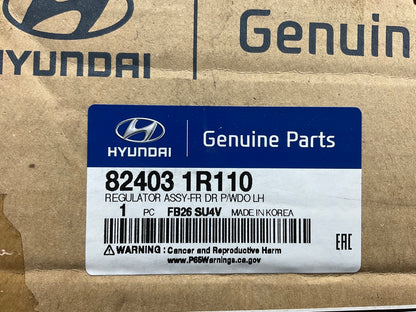 HYUNDAI
Genuin
HYUNDAI
Genuine Parts
82403 1R110
REGULATOR ASSY-FR DR P/WDO LH
1 PC FB26 SU4V MADE IN KOREA
WARNING : Cancer and Reproductive Harm
www.P65Warnings.ca.gov
EAC